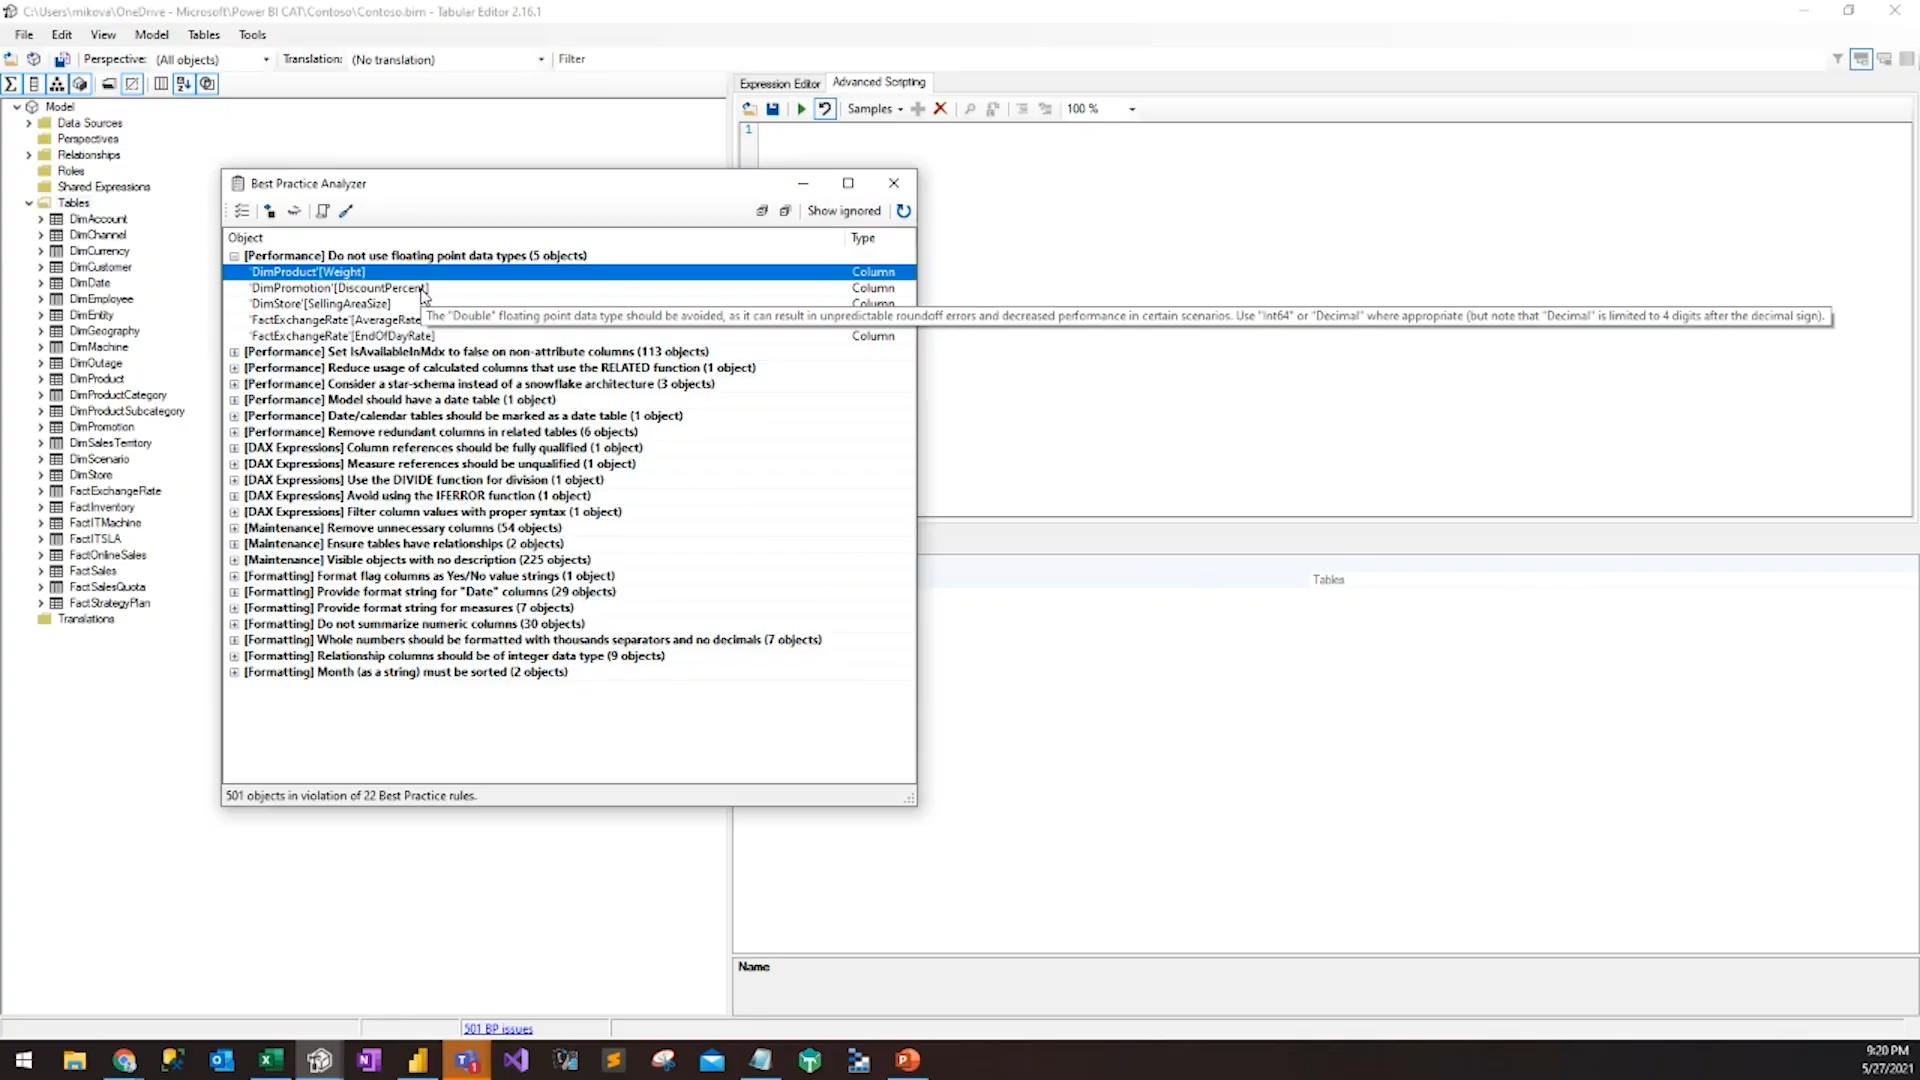 C:\Users\mikova\OneDrive - Microsoft\Power BI CAT\Contoso\Contoso.bim - Tabular Editor 2.16.1
File Edit View Model Tables Tools
Perspective: (All objects) Translation: (No translation) Filter
Expression Editor Advanced Scripting
Samples 100 %
1
Model
Data Sources
Perspectives
Relationships
Roles
Shared Expressions
Tables
DimAccount
DimChannel
DimCurrency
DimCustomer
DimDate
DimEmployee
DimEntity
DimGeography
DimMachine
DimOutage
DimProduct
DimProductCategory
DimProductSubcategory
DimPromotion
DimSalesTerritory
DimScenario
DimStore
FactExchangeRate
FactInventory
FactITMachine
FactITSLA
FactOnlineSales
FactSales
FactSalesQuota
FactStrategyPlan
Translations
Best Practice Analyzer
Show ignored
Object Type
[Performance] Do not use floating point data types (5 objects)
'DimProduct'[Weight] Column
'DimPromotion'[DiscountPercent] Column
'DimStore'[SellingAreaSize] Column
'FactExchangeRate'[AverageRate
The "Double" floating point data type should be avoided, as it can result in unpredictable roundoff errors and decreased performance in certain scenarios. Use "Int64" or "Decimal" where appropriate (but note that "Decimal" is limited to 4 digits after the decimal sign).
'FactExchangeRate'[EndOfDayRate] Column
[Performance] Set IsAvailableInMdx to false on non-attribute columns (113 objects)
[Performance] Reduce usage of calculated columns that use the RELATED function (1 object)
[Performance] Consider a star-schema instead of a snowflake architecture (3 objects)
[Performance] Model should have a date table (1 object)
[Performance] Date/calendar tables should be marked as a date table (1 object)
[Performance] Remove redundant columns in related tables (6 objects)
[DAX Expressions] Column references should be fully qualified (1 object)
[DAX Expressions] Measure references should be unqualified (1 object)
[DAX Expressions] Use the DIVIDE function for division (1 object)
[DAX Expressions] Avoid using the IFERROR function (1 object)
[DAX Expressions] Filter column values with proper syntax (1 object)
[Maintenance] Remove unnecessary columns (54 objects)
[Maintenance] Ensure tables have relationships (2 objects)
[Maintenance] Visible objects with no description (225 objects)
[Formatting] Format flag columns as Yes/No value strings (1 object)
[Formatting] Provide format string for "Date" columns (29 objects)
[Formatting] Provide format string for measures (7 objects)
[Formatting] Do not summarize numeric columns (30 objects)
[Formatting] Whole numbers should be formatted with thousands separators and no decimals (7 objects)
[Formatting] Relationship columns should be of integer data type (9 objects)
[Formatting] Month (as a string) must be sorted (2 objects)
501 objects in violation of 22 Best Practice rules.
Tables
Name
501 BP issues
9:20 PM
5/27/2021